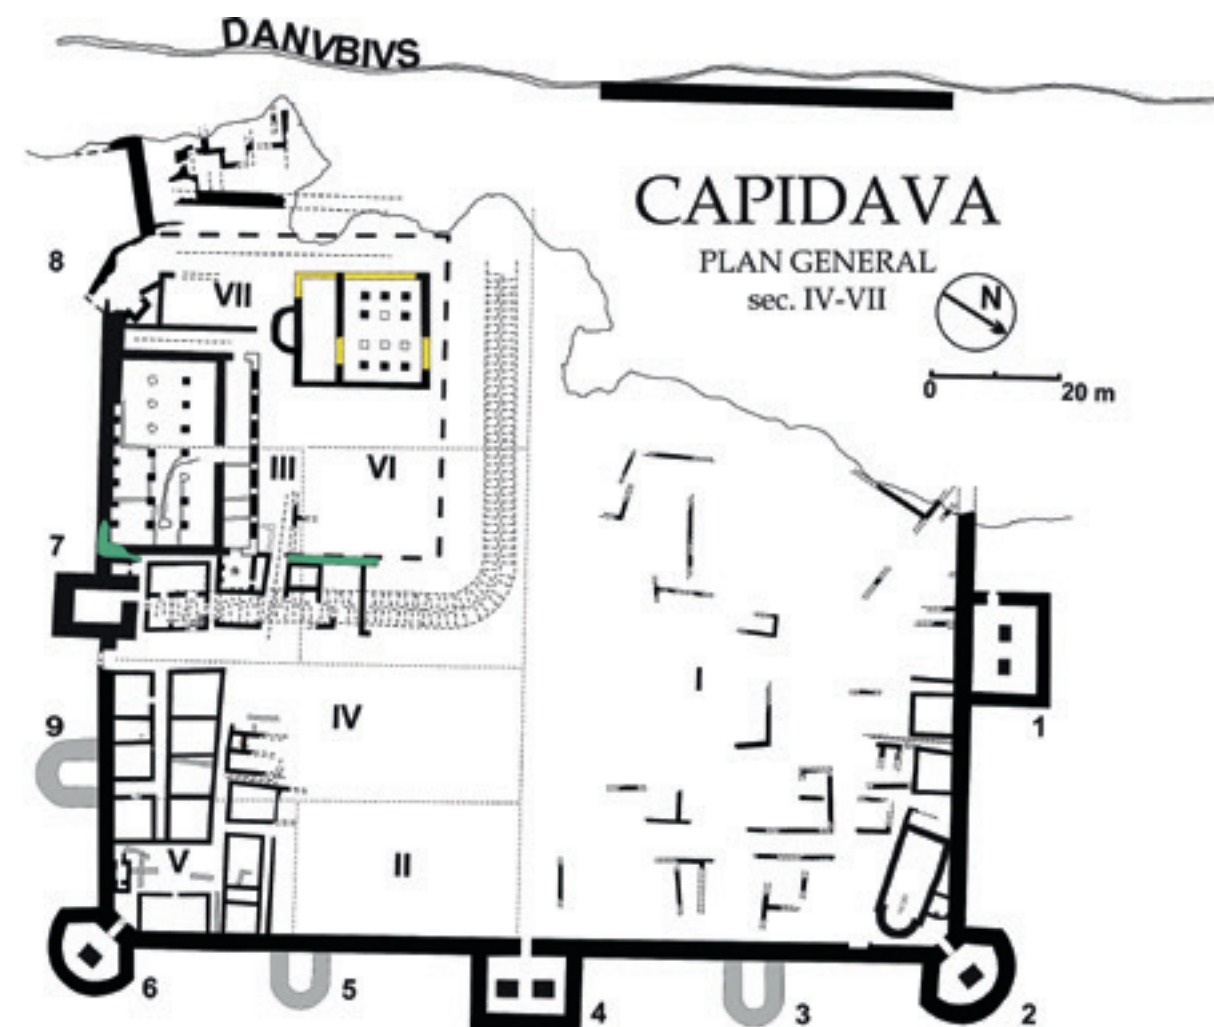 DANVBIVS
CAPIDAVA
PLAN GENERAL
sec. IV-VII
N
0 20 m
8
VII
III
VI
7
1
9
IV
V
II
6
5
4
3
2